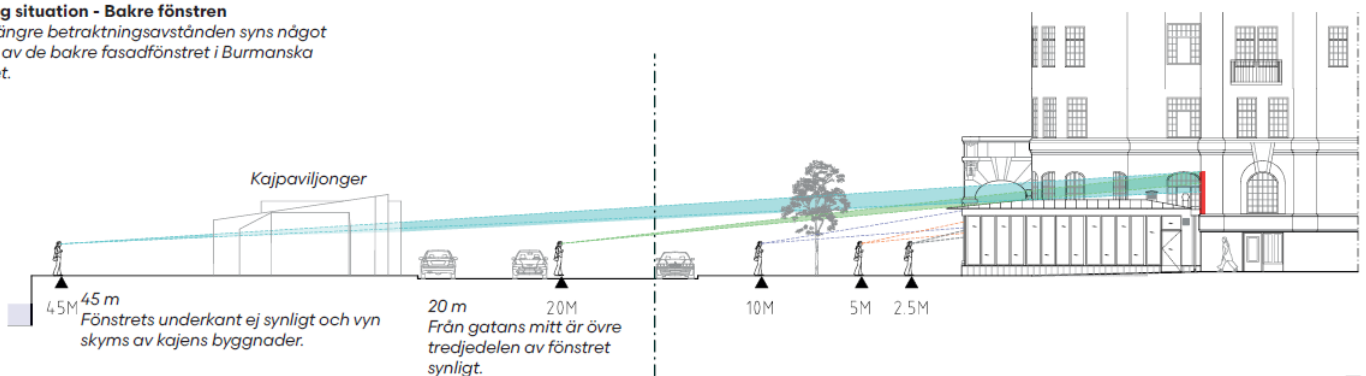 g situation - Bakre fönstren
ängre betraktningsavstånden syns något
av de bakre fasadfönstret i Burmanska
et.
Kajpaviljonger
45M
45 m
Fönstrets underkant ej synligt och vyn
skyms av kajens byggnader.
20M
20 m
Från gatans mitt är övre
tredjedelen av fönstret
synligt.
10M
5M
2.5M